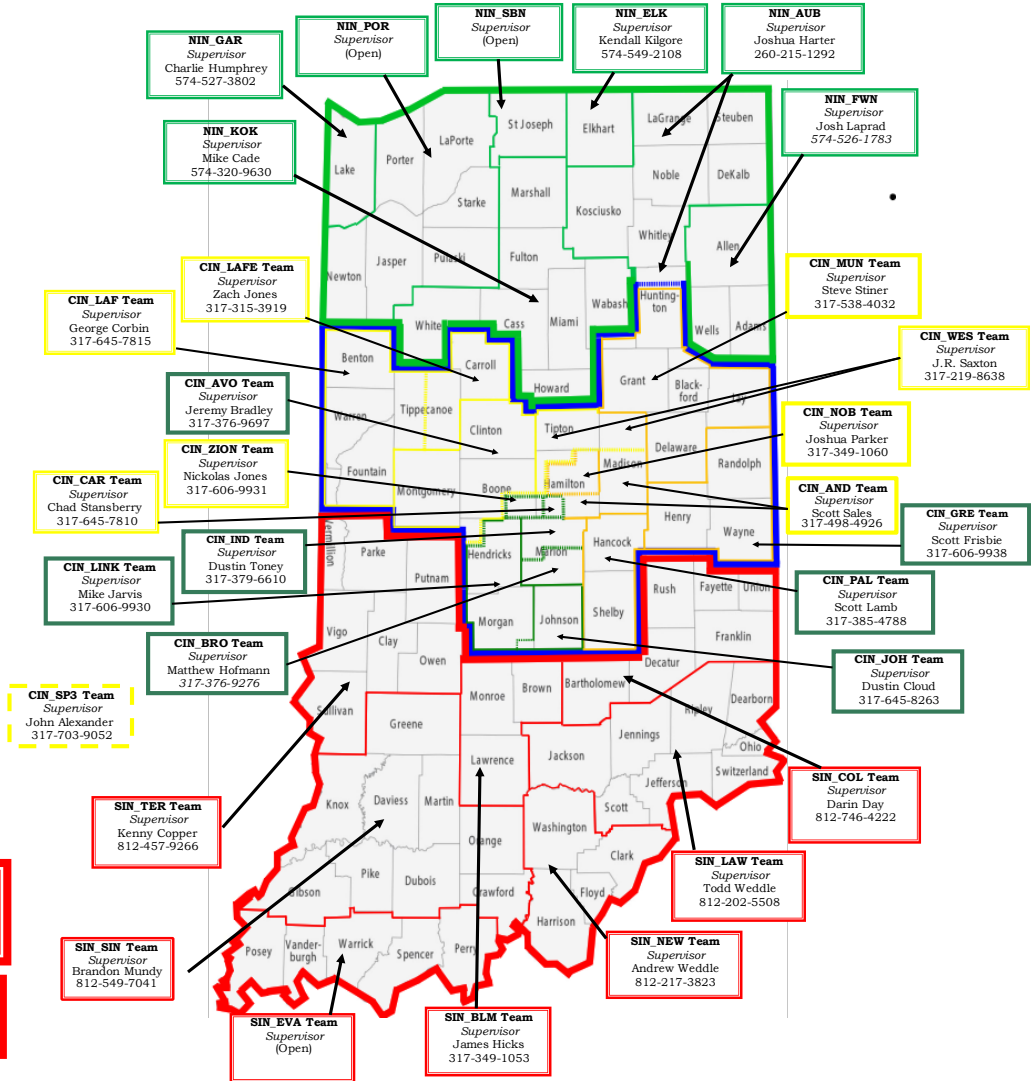 NIN_GAR
Supervisor
Charlie Humphrey
574-527-3802
NIN_POR
Supervisor
(Open)
NIN_SBN
Supervisor
(Open)
NIN_ELK
Supervisor
Kendall Kilgore
574-549-2108
NIN_AUB
Supervisor
Joshua Harter
260-215-1292
NIN_KOK
Supervisor
Mike Cade
574-320-9630
NIN_FWN
Supervisor
Josh Laprad
574-526-1783
CIN_LAFE Team
Supervisor
Zach Jones
317-315-3919
CIN_LAF Team
Supervisor
George Corbin
317-645-7815
CIN_AVO Team
Supervisor
Jeremy Bradley
317-376-9697
CIN_ZION Team
Supervisor
Nickolas Jones
317-606-9931
CIN_CAR Team
Supervisor
Chad Stansberry
317-645-7810
CIN_IND Team
Supervisor
Dustin Toney
317-379-6610
CIN_LINK Team
Supervisor
Mike Jarvis
317-606-9930
CIN_BRO Team
Supervisor
Matthew Hofmann
317-376-9276
CIN_SP3 Team
Supervisor
John Alexander
317-703-9052
CIN_MUN Team
Supervisor
Steve Stiner
317-538-4032
CIN_WES Team
Supervisor
J.R. Saxton
317-219-8638
CIN_NOB Team
Supervisor
Joshua Parker
317-349-1060
CIN_AND Team
Supervisor
Scott Sales
317-498-4926
CIN_GRE Team
Supervisor
Scott Frisbie
317-606-9938
CIN_PAL Team
Supervisor
Scott Lamb
317-385-4788
CIN_JOH Team
Supervisor
Dustin Cloud
317-645-8263
SIN_TER Team
Supervisor
Kenny Copper
812-457-9266
SIN_COL Team
Supervisor
Darin Day
812-746-4222
SIN_LAW Team
Supervisor
Todd Weddle
812-202-5508
SIN_SIN Team
Supervisor
Brandon Mundy
812-549-7041
SIN_NEW Team
Supervisor
Andrew Weddle
812-217-3823
SIN_EVA Team
Supervisor
(Open)
SIN_BLM Team
Supervisor
James Hicks
317-349-1053
Lake
Porter
LaPorte
St Joseph
Elkhart
LaGrange
Steuben
Noble
DeKalb
Starke
Marshall
Kosciusko
Whitley
Allen
Newton
Jasper
Pulaski
Fulton
Wabash
Hunting-
ton
Wells
Adams
White
Cass
Miami
Benton
Carroll
Howard
Grant
Black-
ford
Jay
Warren
Tippecanoe
Clinton
Tipton
Delaware
Randolph
Fountain
Montgomery
Boone
Hamilton
Madison
Henry
Wayne
Vermillion
Parke
Putnam
Hendricks
Marion
Hancock
Rush
Fayette
Union
Vigo
Clay
Owen
Morgan
Johnson
Shelby
Franklin
Decatur
Sullivan
Greene
Monroe
Brown
Bartholomew
Dearborn
Ripley
Jennings
Ohio
Switzerland
Jackson
Jefferson
Lawrence
Knox
Daviess
Martin
Scott
Washington
Clark
Orange
Pike
Dubois
Gibson
Crawford
Floyd
Harrison
Posey
Vander-
burgh
Warrick
Spencer
Perry